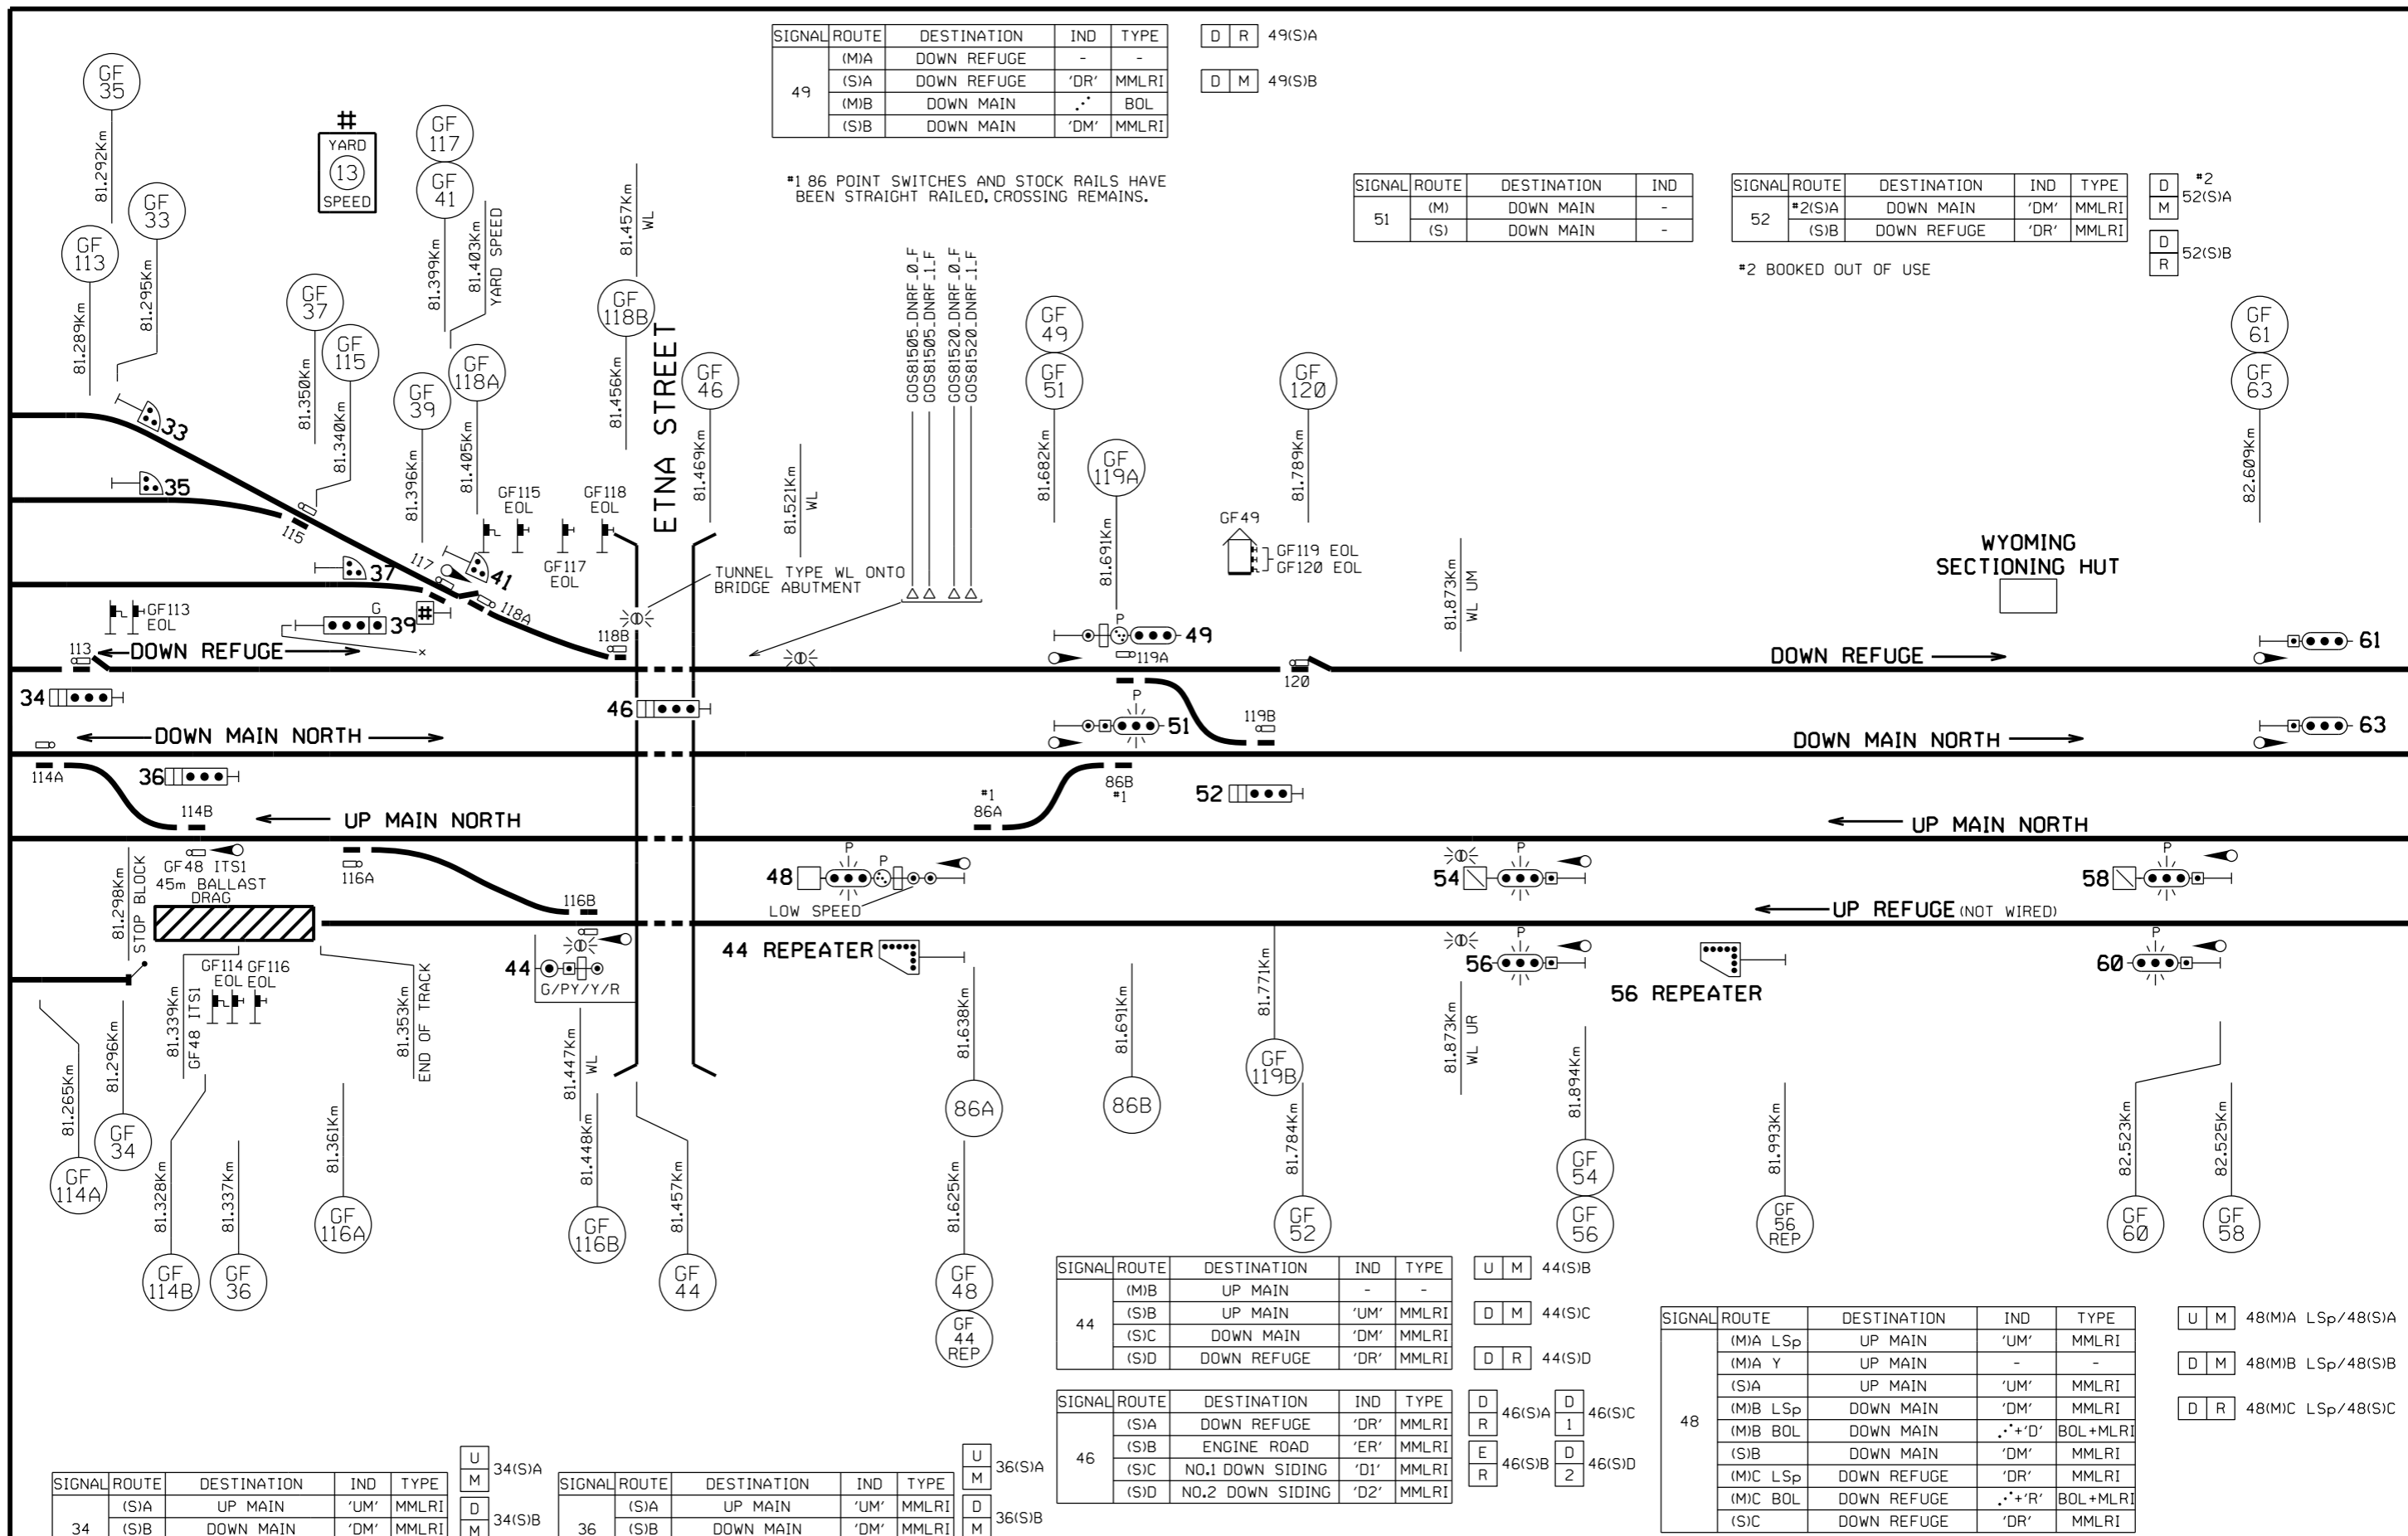 SIGNAL ROUTE DESTINATION IND TYPE
49
(M)A DOWN REFUGE - -
(S)A DOWN REFUGE 'DR' MMLRI
(M)B DOWN MAIN ⋰ BOL
(S)B DOWN MAIN 'DM' MMLRI
D R 49(S)A
D M 49(S)B
#1 86 POINT SWITCHES AND STOCK RAILS HAVE
BEEN STRAIGHT RAILED, CROSSING REMAINS.
SIGNAL ROUTE DESTINATION IND
51
(M) DOWN MAIN -
(S) DOWN MAIN -
SIGNAL ROUTE DESTINATION IND TYPE
52
#2(S)A DOWN MAIN 'DM' MMLRI
(S)B DOWN REFUGE 'DR' MMLRI
#2 BOOKED OUT OF USE
D M #2 52(S)A
D R 52(S)B
GF 35
81.292Km
GF 33
81.295Km
GF 113
81.289Km
#
YARD
13
SPEED
GF 117
GF 41
81.399Km
81.403Km
YARD SPEED
GF 37
81.350Km
GF 115
81.340Km
GF 39
81.396Km
GF 118A
81.405Km
81.457Km
WL
GF 118B
81.456Km
ETNA STREET
GF 46
81.469Km
81.521Km
WL
GOS81505_DNRF_0_F
GOS81505_DNRF_1_F
GOS81520_DNRF_0_F
GOS81520_DNRF_1_F
GF 49
GF 51
81.682Km
GF 119A
81.691Km
GF 120
81.789Km
GF49
GF119 EOL
GF120 EOL
81.873Km
WL UM
WYOMING
SECTIONING HUT
GF 61
GF 63
82.609Km
33
35
115
37
117
41
118A
GF115
EOL
GF117
EOL
GF118
EOL
TUNNEL TYPE WL ONTO
BRIDGE ABUTMENT
GF113
EOL
G
39
#
×
118B
113
DOWN REFUGE
P
49
119A
120
DOWN REFUGE
61
34
46
P
51
119B
63
DOWN MAIN NORTH
DOWN MAIN NORTH
114A
36
114B
#1
86A
86B
#1
52
UP MAIN NORTH
UP MAIN NORTH
GF48 ITS1
45m BALLAST
DRAG
116A
116B
48
P
P
LOW SPEED
54
P
58
P
UP REFUGE (NOT WIRED)
81.298Km
STOP BLOCK
GF114
EOL
GF116
EOL
44
G/PY/Y/R
44 REPEATER
56
P
56 REPEATER
60
P
81.265Km
GF 114A
81.296Km
GF 34
81.339Km
GF48 ITS1
81.328Km
GF 114B
81.337Km
GF 36
81.353Km
END OF TRACK
81.361Km
GF 116A
81.447Km
WL
81.448Km
GF 116B
81.457Km
GF 44
81.638Km
86A
81.625Km
GF 48
GF 44 REP
81.691Km
86B
81.771Km
GF 119B
81.784Km
GF 52
81.873Km
WL UR
81.894Km
GF 54
GF 56
81.993Km
GF 56 REP
82.523Km
GF 60
82.525Km
GF 58
SIGNAL ROUTE DESTINATION IND TYPE
44
(M)B UP MAIN - -
(S)B UP MAIN 'UM' MMLRI
(S)C DOWN MAIN 'DM' MMLRI
(S)D DOWN REFUGE 'DR' MMLRI
U M 44(S)B
D M 44(S)C
D R 44(S)D
SIGNAL ROUTE DESTINATION IND TYPE
46
(S)A DOWN REFUGE 'DR' MMLRI
(S)B ENGINE ROAD 'ER' MMLRI
(S)C NO.1 DOWN SIDING 'D1' MMLRI
(S)D NO.2 DOWN SIDING 'D2' MMLRI
D R 46(S)A
D 1 46(S)C
E R 46(S)B
D 2 46(S)D
SIGNAL ROUTE DESTINATION IND TYPE
48
(M)A LSp UP MAIN 'UM' MMLRI
(M)A Y UP MAIN - -
(S)A UP MAIN 'UM' MMLRI
(M)B LSp DOWN MAIN 'DM' MMLRI
(M)B BOL DOWN MAIN ⋰+'D' BOL+MLRI
(S)B DOWN MAIN 'DM' MMLRI
(M)C LSp DOWN REFUGE 'DR' MMLRI
(M)C BOL DOWN REFUGE ⋰+'R' BOL+MLRI
(S)C DOWN REFUGE 'DR' MMLRI
U M 48(M)A LSp/48(S)A
D M 48(M)B LSp/48(S)B
D R 48(M)C LSp/48(S)C
SIGNAL ROUTE DESTINATION IND TYPE
34
(S)A UP MAIN 'UM' MMLRI
(S)B DOWN MAIN 'DM' MMLRI
U M 34(S)A
D M 34(S)B
SIGNAL ROUTE DESTINATION IND TYPE
36
(S)A UP MAIN 'UM' MMLRI
(S)B DOWN MAIN 'DM' MMLRI
U M 36(S)A
D M 36(S)B